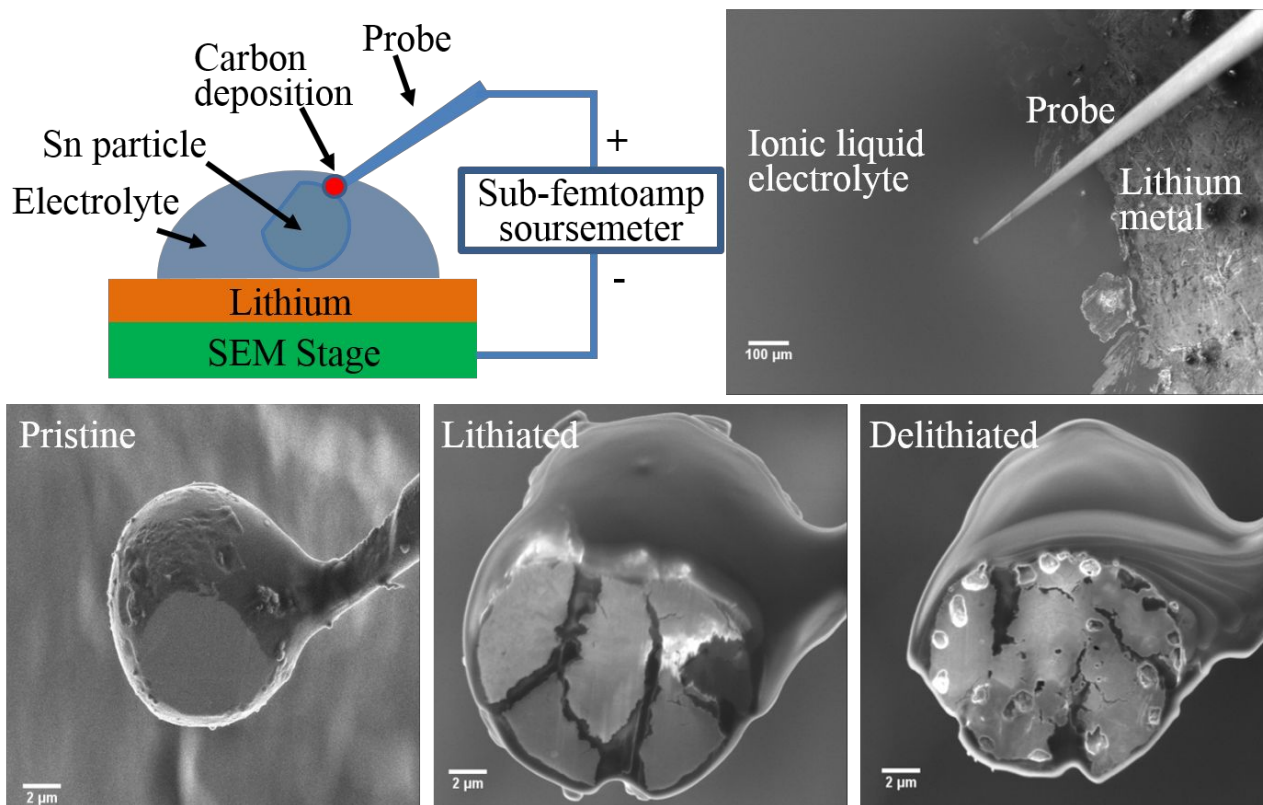 Probe
Carbon
deposition
Sn particle
Electrolyte
+
Sub-femtoamp
soursemeter
-
Lithium
SEM Stage
Probe
Ionic liquid
electrolyte
Lithium
metal
100 µm
Pristine
2 µm
Lithiated
2 µm
Delithiated
2 µm